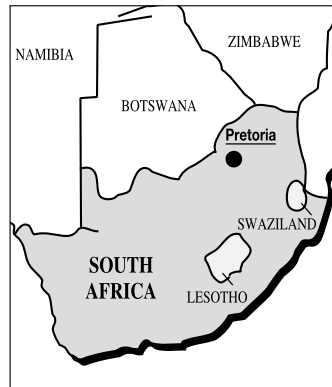 ZIMBABWE
NAMIBIA
BOTSWANA
Pretoria
SWAZILAND
SOUTH
AFRICA
LESOTHO